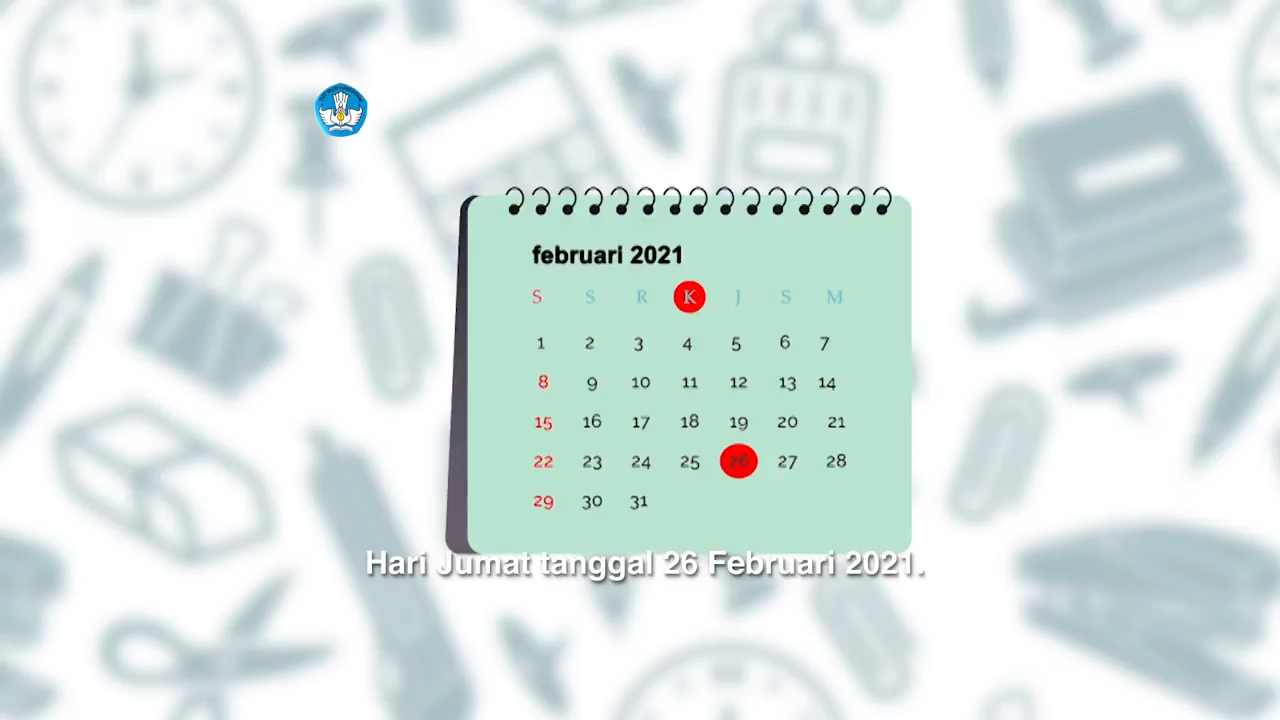 februari 2021
S S R K J S M
1 2 3 4 5 6 7
8 9 10 11 12 13 14
15 16 17 18 19 20 21
22 23 24 25 26 27 28
29 30 31
Hari Jumat tanggal 26 Februari 2021.